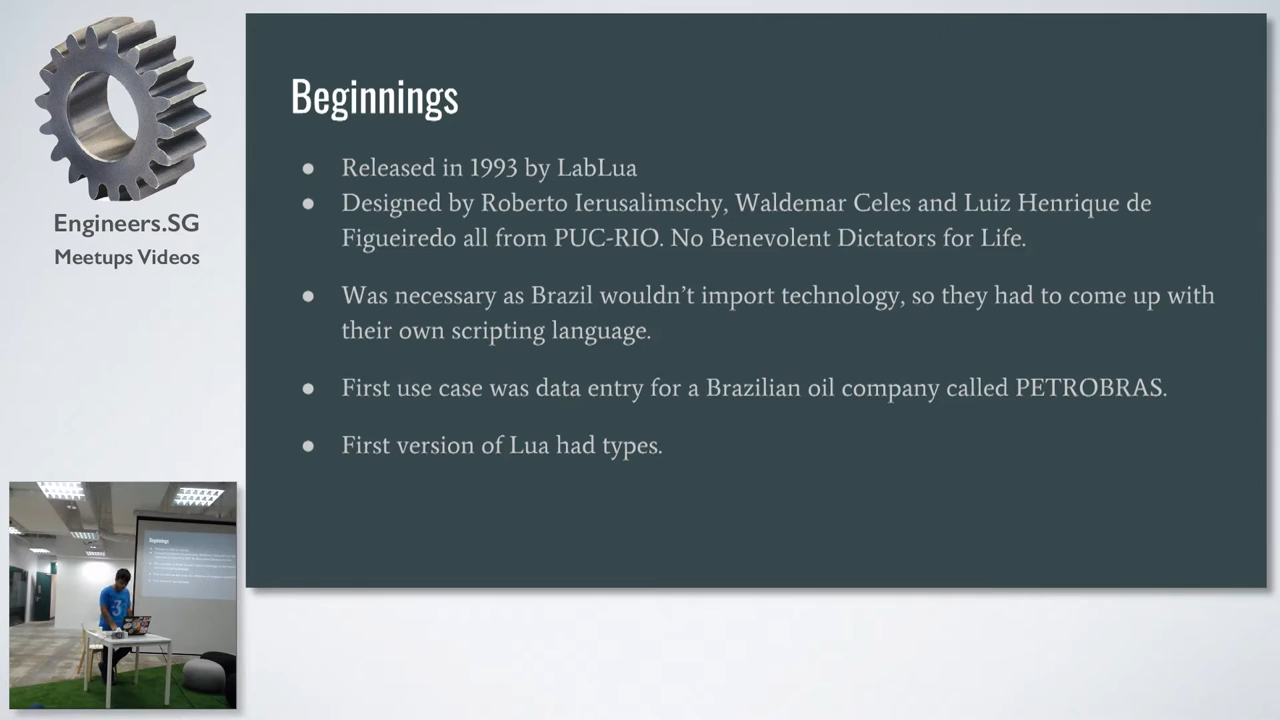 Engineers.SG
Meetups Videos
Beginnings
● Released in 1993 by LabLua
● Designed by Roberto Ierusalimschy, Waldemar Celes and Luiz Henrique de
Figueiredo all from PUC-RIO. No Benevolent Dictators for Life.
● Was necessary as Brazil wouldn’t import technology, so they had to come up with
their own scripting language.
● First use case was data entry for a Brazilian oil company called PETROBRAS.
● First version of Lua had types.
Beginnings
3